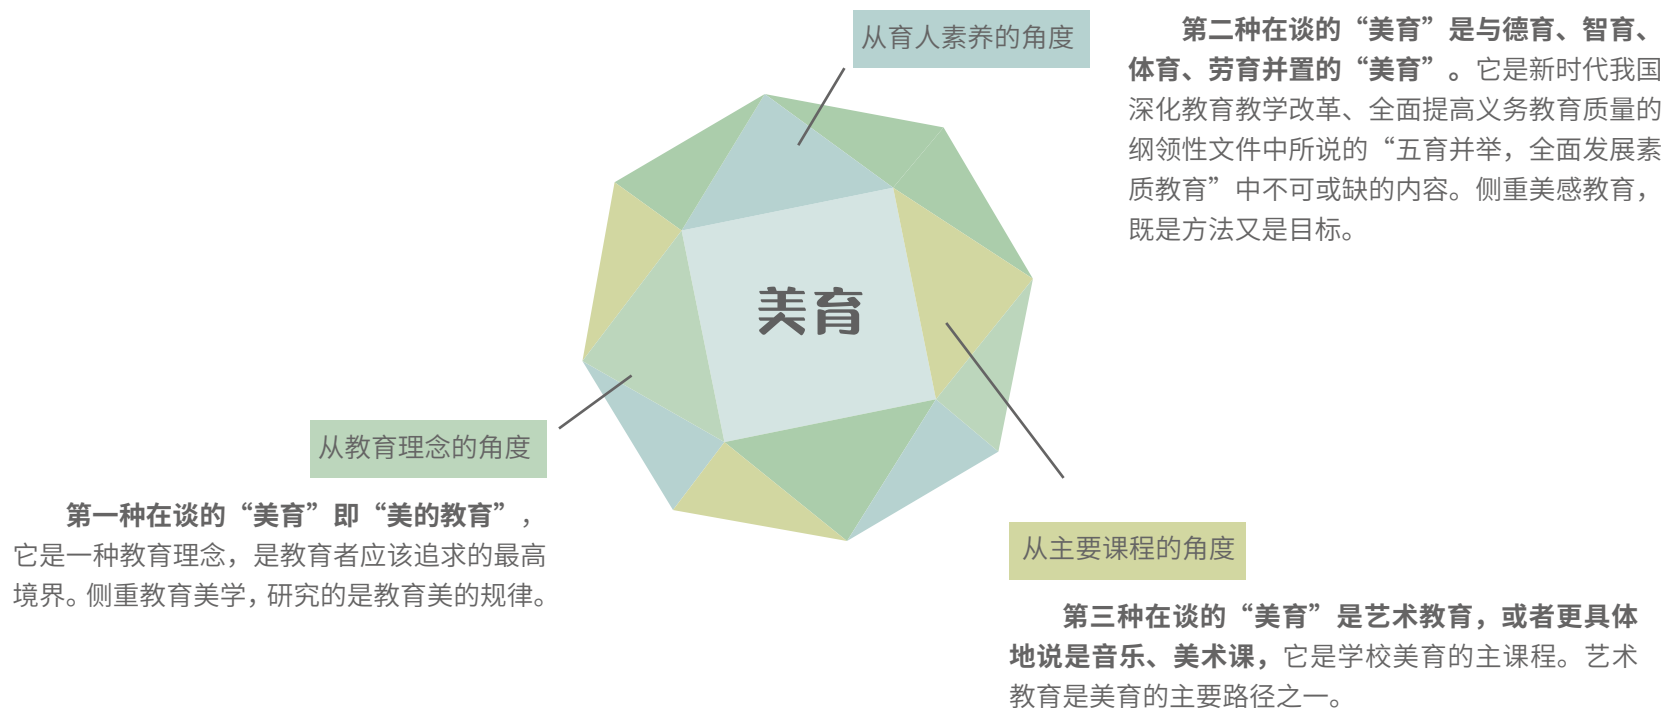 从育人素养的角度
第二种在谈的“美育”是与德育、智育、
体育、劳育并置的“美育”。它是新时代我国
深化教育教学改革、全面提高义务教育质量的
纲领性文件中所说的“五育并举，全面发展素
质教育”中不可或缺的内容。侧重美感教育，
既是方法又是目标。
美育
从教育理念的角度
第一种在谈的“美育”即“美的教育”，
它是一种教育理念，是教育者应该追求的最高
境界。侧重教育美学，研究的是教育美的规律。
从主要课程的角度
第三种在谈的“美育”是艺术教育，或者更具体
地说是音乐、美术课，它是学校美育的主课程。艺术
教育是美育的主要路径之一。